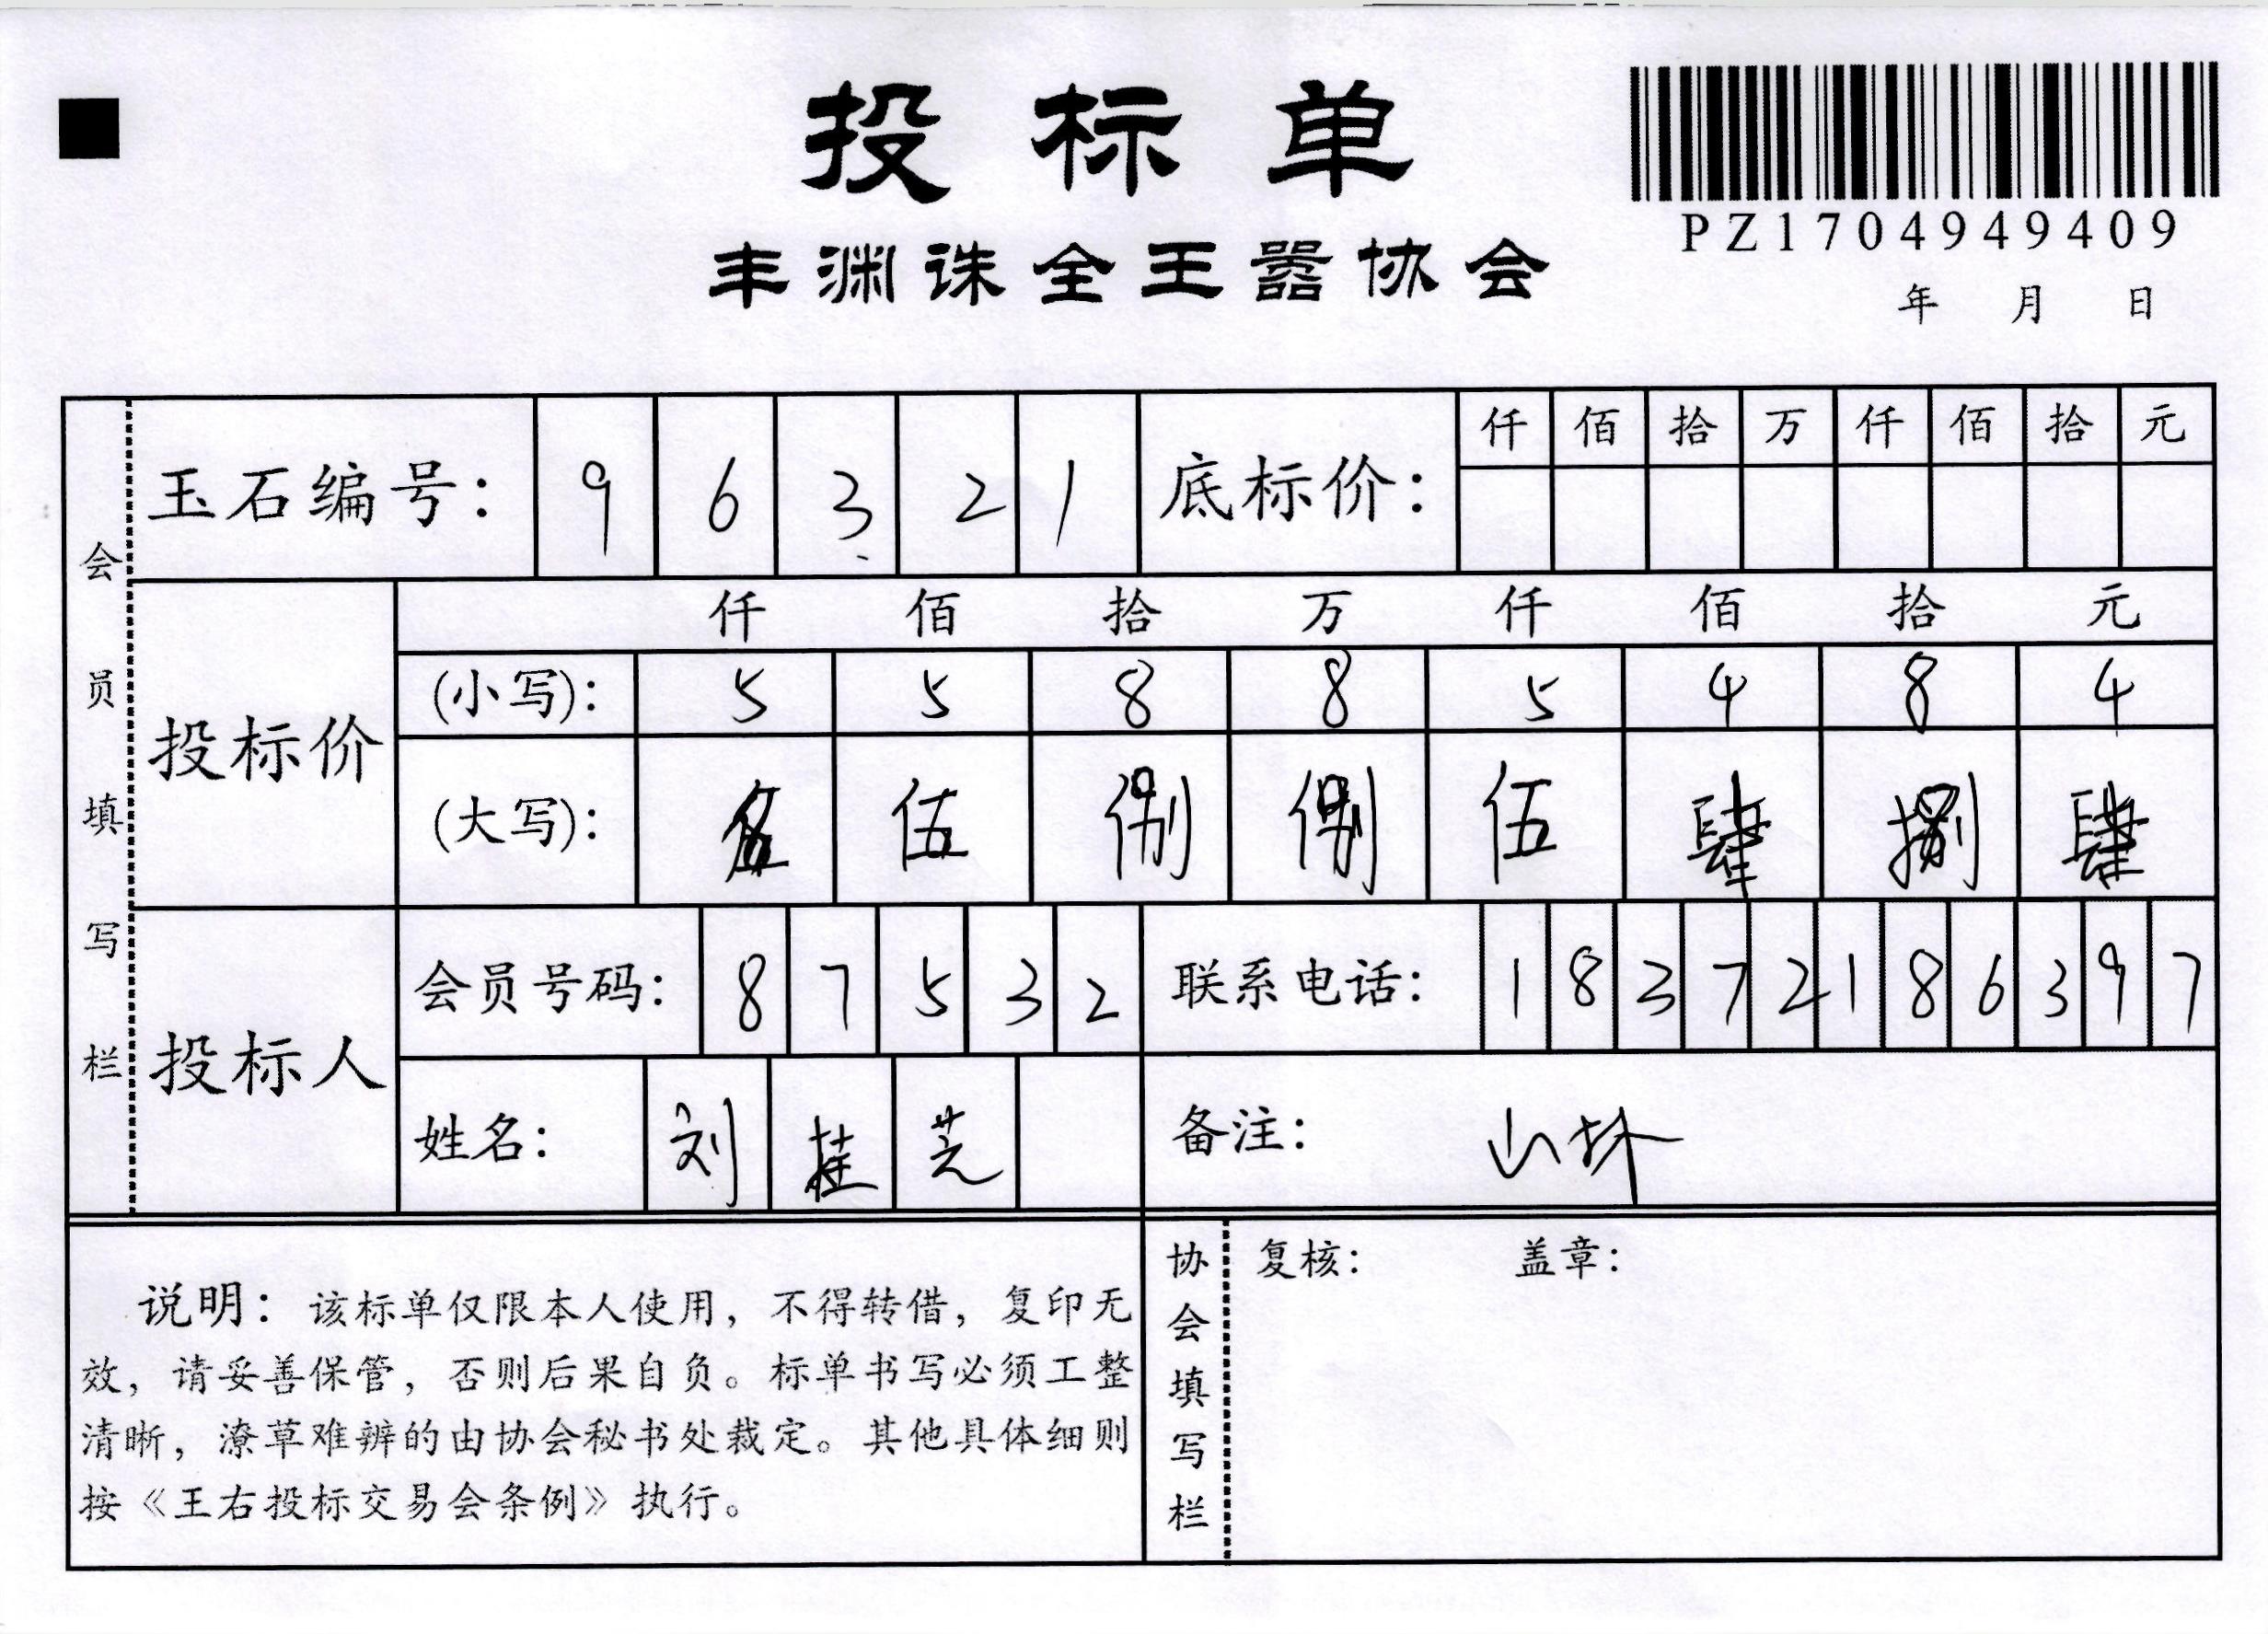 投标单
PZ1704949409
丰渊诛全王嚣协会
年 月 日
会员填写栏
玉石编号： 9 6 3 2 1 底标价： 仟 佰 拾 万 仟 佰 拾 元
投标价
仟 佰 拾 万 仟 佰 拾 元
(小写)： 5 5 8 8 5 4 8 4
(大写)： 伍 捌 捌 伍 肆 捌 肆
投标人
会员号码： 8 7 5 3 2 联系电话： 1 8 3 7 2 1 8 6 3 9 7
姓名： 刘 桂 芝 备注： 山
说明：该标单仅限本人使用，不得转借，复印无
效，请妥善保管，否则后果自负。标单书写必须工整
清晰，潦草难辨的由协会秘书处裁定。其他具体细则
按《王右投标交易会条例》执行。
协会填写栏
复核： 盖章：